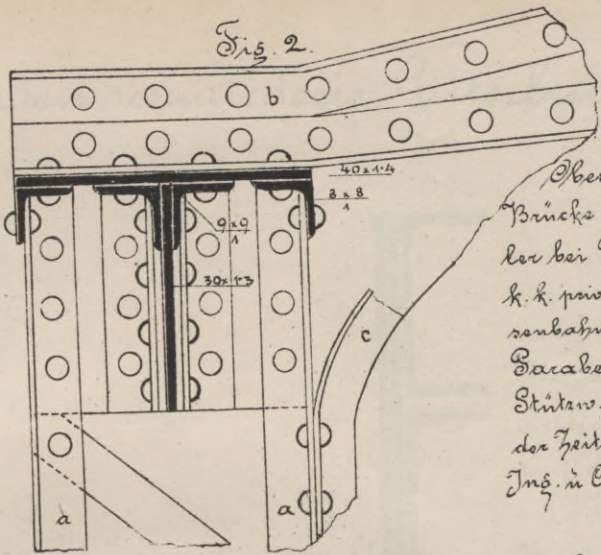 Fig. 2.
b
40×1·4
8×8
1
9×9
1
30×1·3
c
a
a
Ober
Brücke
ler bei
k. k. priv
senbahn
Parabe
Stützw.
der Zeit
Ing. ü